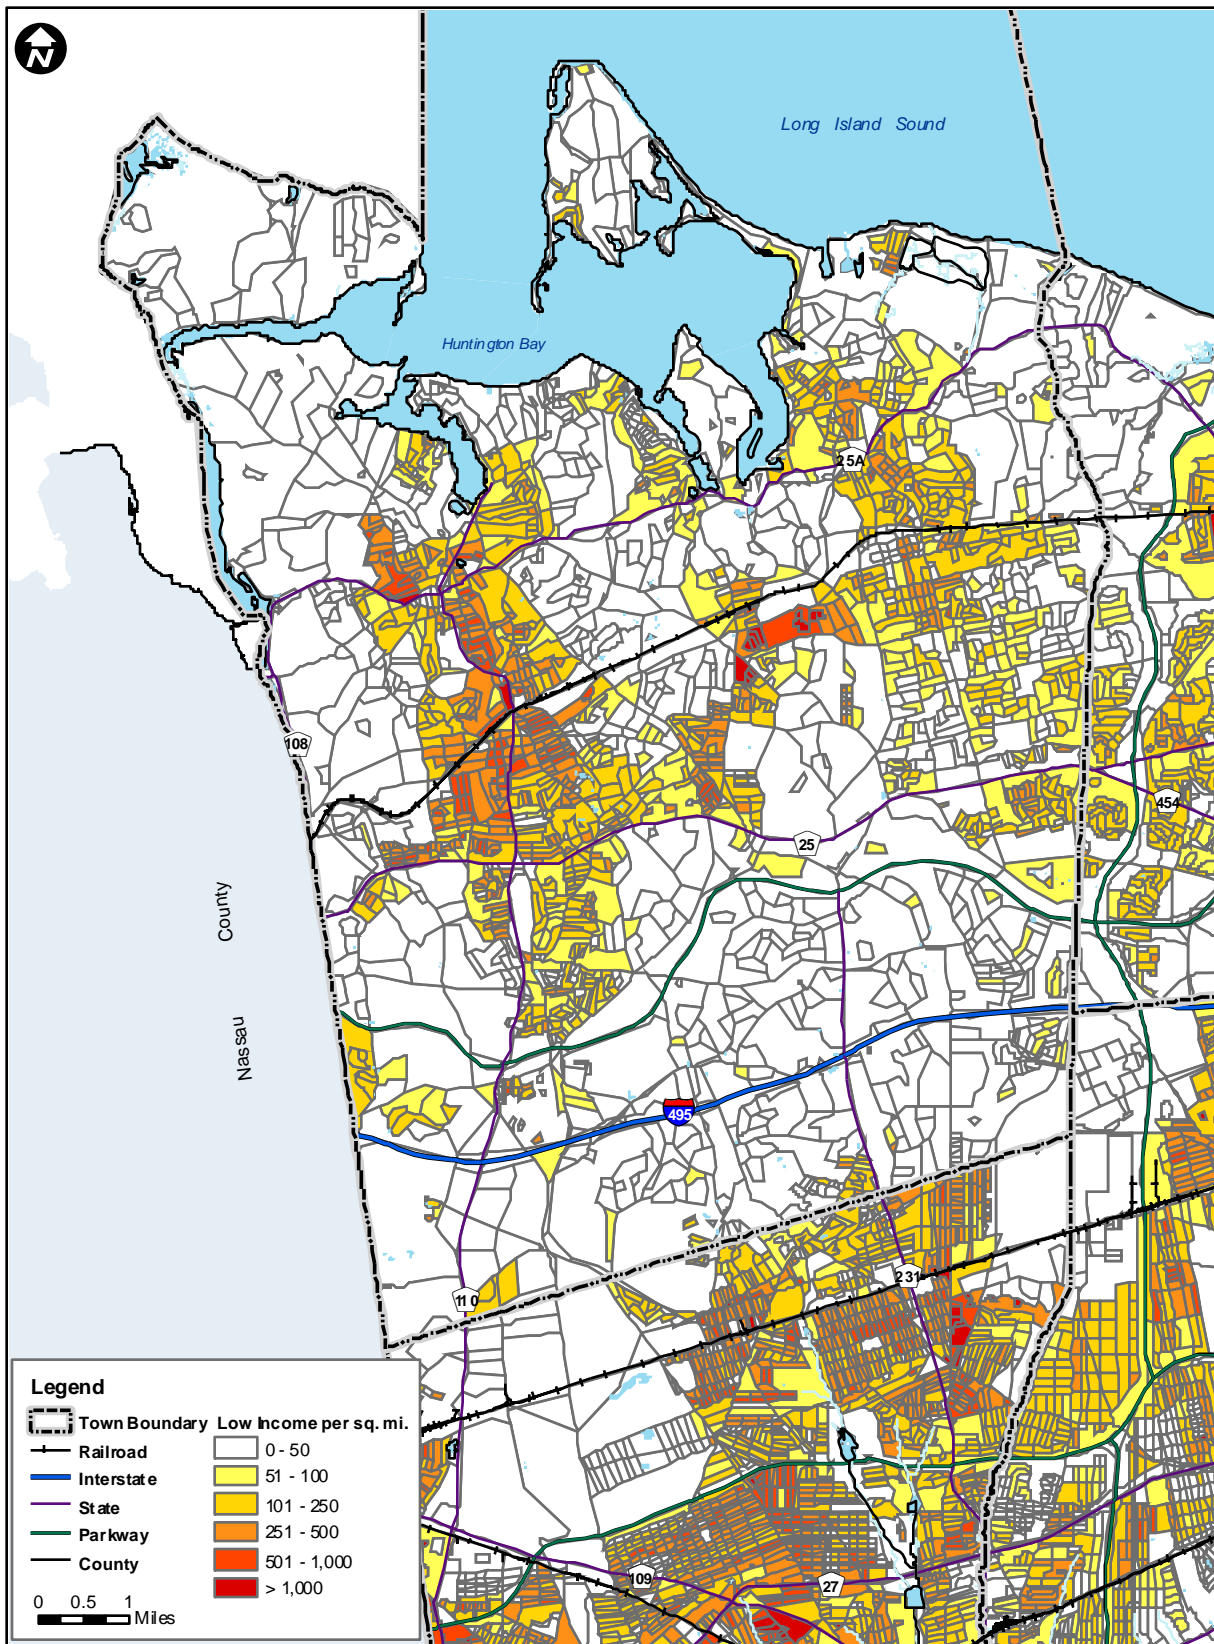 N
Long Island Sound
Huntington Bay
25A
108
454
25
County
Nassau
495
231
110
Legend
Town Boundary
Railroad
Interstate
State
Parkway
County
0 0.5 1
Miles
Low Income per sq. mi.
0 - 50
51 - 100
101 - 250
251 - 500
501 - 1,000
> 1,000
109
27